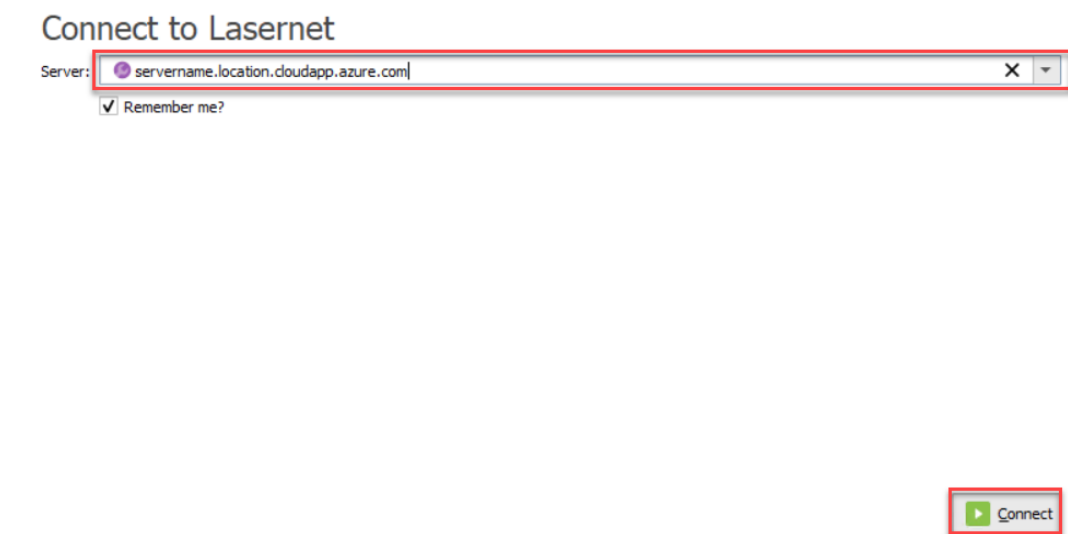 Connect to Lasernet
Server: servername.location.cloudapp.azure.com
Remember me?
Connect